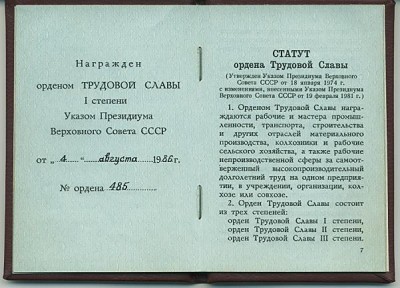 Награжден
орденом ТРУДОВОЙ СЛАВЫ
I степени
Указом Президиума
Верховного Совета СССР
от „ 4 “ августа 1986 г.
№ ордена 485
СТАТУТ
ордена Трудовой Славы
(Утвержден Указом Президиума Верховного
Совета СССР от 18 января 1974 г.
с изменениями, внесенными Указом Президиума
Верховного Совета СССР от 19 февраля 1981 г.)
1. Орденом Трудовой Славы награ-
ждаются рабочие и мастера промыш-
ленности, транспорта, строительства
и других отраслей материального
производства, колхозники и рабочие
сельского хозяйства, а также рабочие
непроизводственной сферы за само-
отверженный высокопроизводительный
долголетний труд на одном предприя-
тии, в учреждении, организации, кол-
хозе или совхозе.
2. Орден Трудовой Славы состоит
из трех степеней:
орден Трудовой Славы I степени,
орден Трудовой Славы II степени,
орден Трудовой Славы III степени.
7